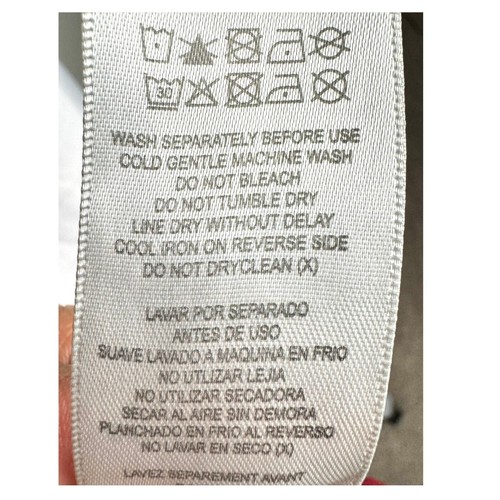 30
WASH SEPARATELY BEFORE USE
COLD GENTLE MACHINE WASH
DO NOT BLEACH
DO NOT TUMBLE DRY
LINE DRY WITHOUT DELAY
COOL IRON ON REVERSE SIDE
DO NOT DRYCLEAN (X)
LAVAR POR SEPARADO
ANTES DE USO
SUAVE LAVADO A MAQUINA EN FRIO
NO UTILIZAR LEJIA
NO UTILIZAR SECADORA
SECAR AL AIRE SIN DEMORA
PLANCHADO EN FRIO AL REVERSO
NO LAVAR EN SECO (X)
LAVEZ SEPAREMENT AVANT